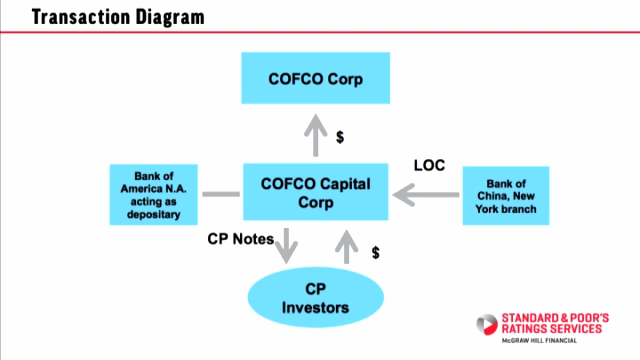 Transaction Diagram
COFCO Corp
$
LOC
Bank of
America N.A.
acting as
depositary
COFCO Capital
Corp
Bank of
China, New
York branch
CP Notes
$
CP
Investors
STANDARD & POOR'S
RATINGS SERVICES
McGRAW HILL FINANCIAL